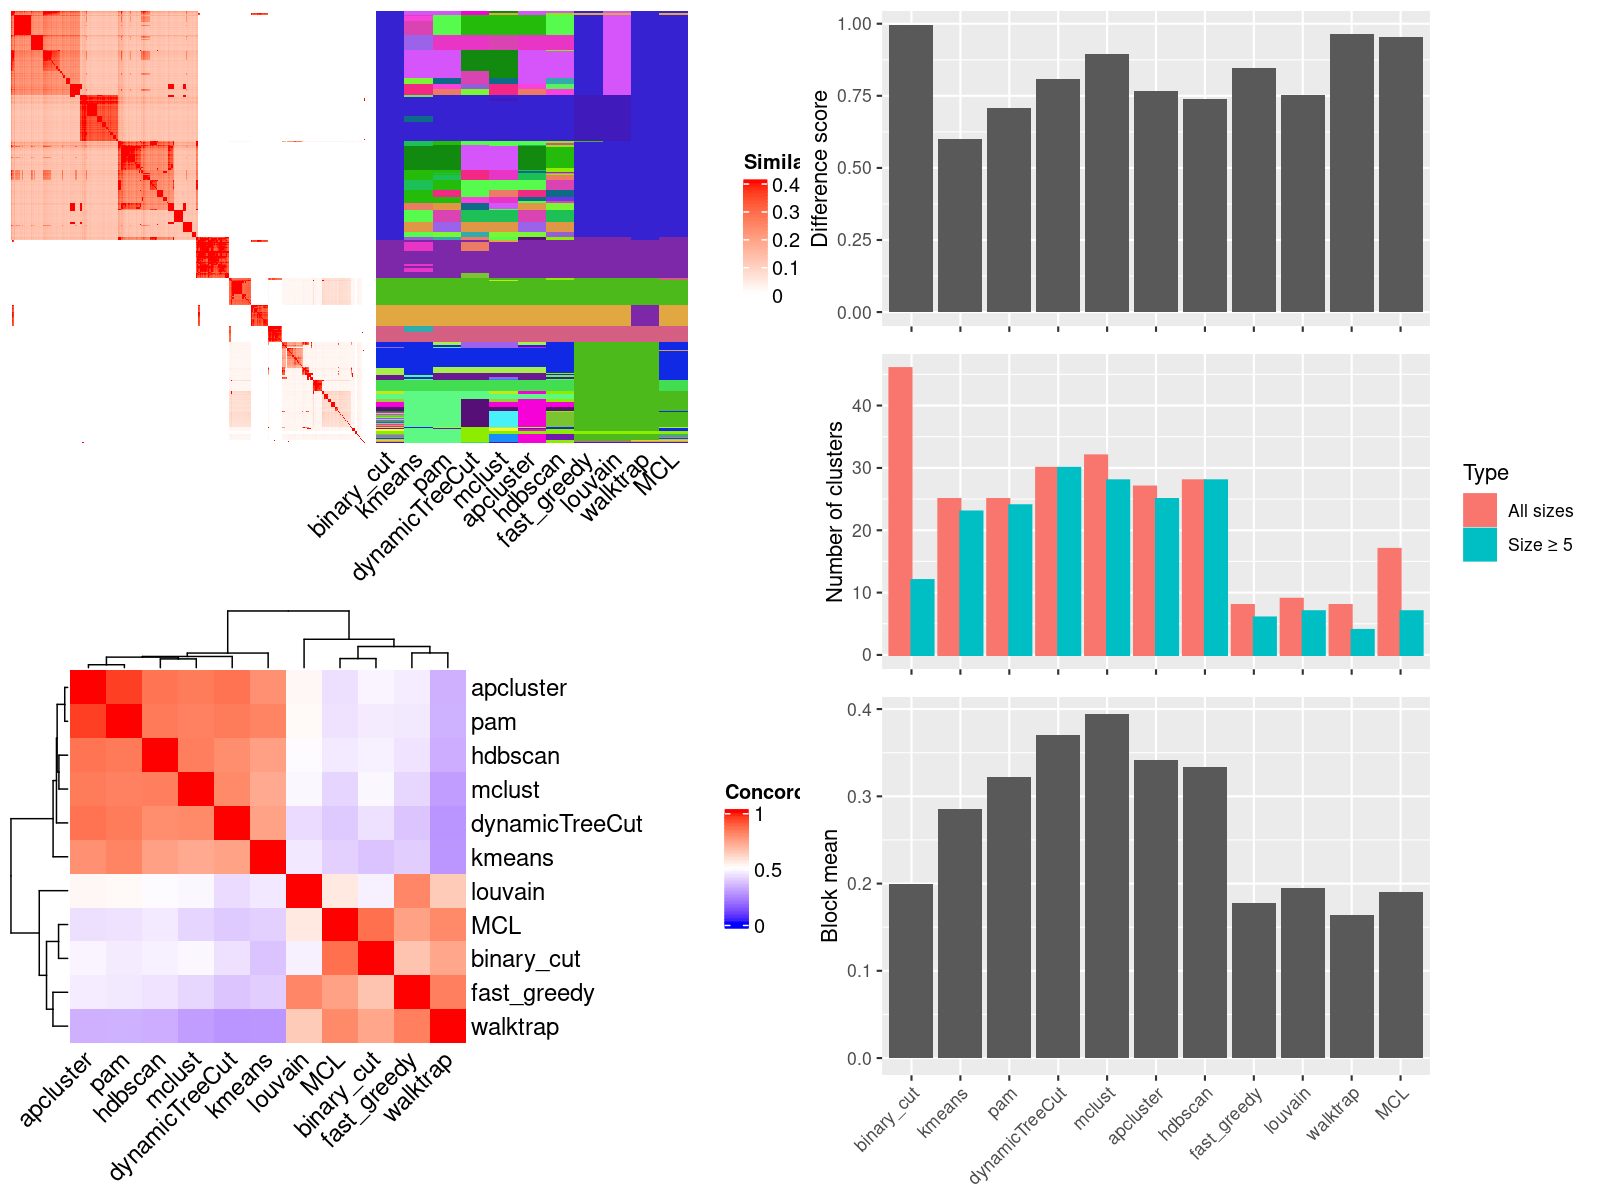 Simila
0.4
0.3
0.2
0.1
0
binary_cut
kmeans
pam
dynamicTreeCut
mclust
apcluster
hdbscan
fast_greedy
louvain
walktrap
MCL
Difference score
1.00
0.75
0.50
0.25
0.00
Number of clusters
40
30
20
10
0
Type
All sizes
Size ≥ 5
apcluster
pam
hdbscan
mclust
dynamicTreeCut
kmeans
louvain
MCL
binary_cut
fast_greedy
walktrap
apcluster
pam
hdbscan
mclust
dynamicTreeCut
kmeans
louvain
MCL
binary_cut
fast_greedy
walktrap
Concord
1
0.5
0
Block mean
0.4
0.3
0.2
0.1
0.0
binary_cut
kmeans
pam
dynamicTreeCut
mclust
apcluster
hdbscan
fast_greedy
louvain
walktrap
MCL